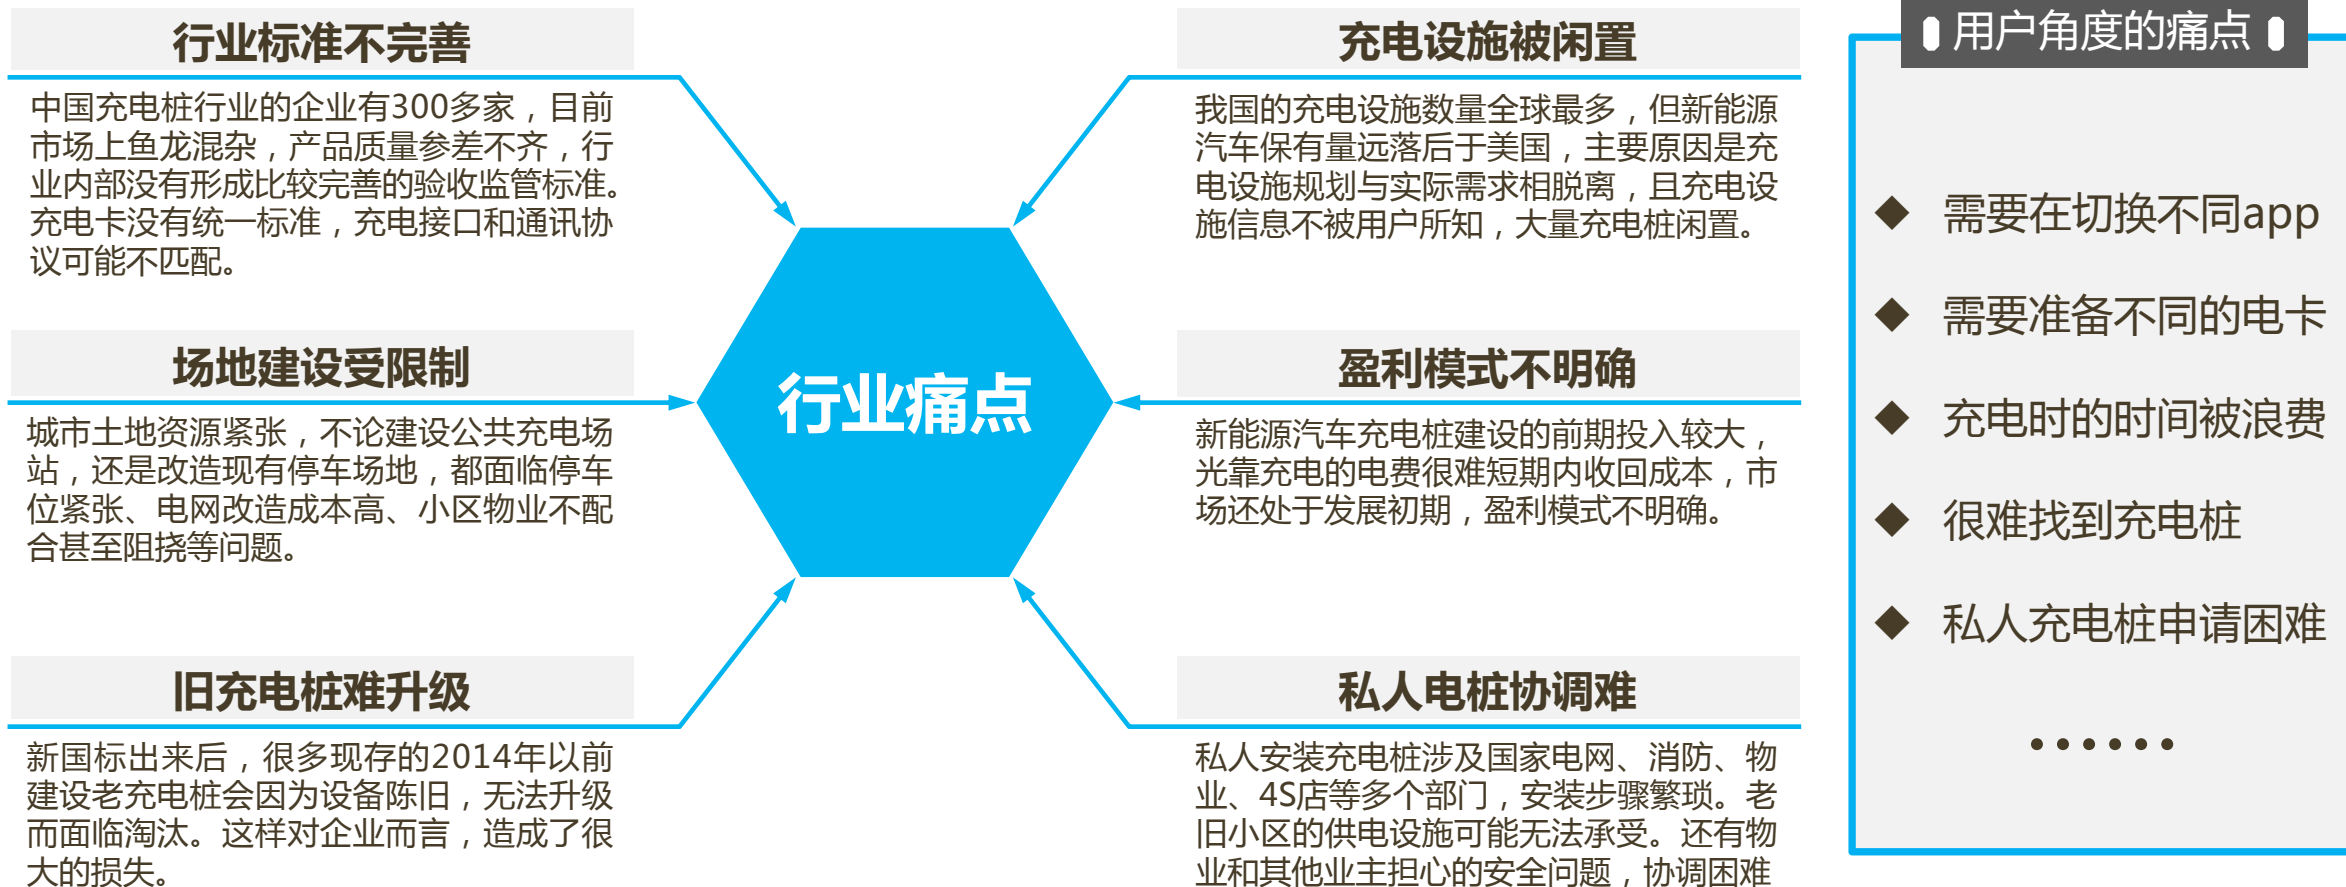 行业标准不完善
中国充电桩行业的企业有300多家，目前
市场上鱼龙混杂，产品质量参差不齐，行
业内部没有形成比较完善的验收监管标准。
充电卡没有统一标准，充电接口和通讯协
议可能不匹配。
场地建设受限制
城市土地资源紧张，不论建设公共充电场
站，还是改造现有停车场地，都面临停车
位紧张、电网改造成本高、小区物业不配
合甚至阻挠等问题。
旧充电桩难升级
新国标出来后，很多现存的2014年以前
建设老充电桩会因为设备陈旧，无法升级
而面临淘汰。这样对企业而言，造成了很
大的损失。
行业痛点
充电设施被闲置
我国的充电设施数量全球最多，但新能源
汽车保有量远落后于美国，主要原因是充
电设施规划与实际需求相脱离，且充电设
施信息不被用户所知，大量充电桩闲置。
盈利模式不明确
新能源汽车充电桩建设的前期投入较大，
光靠充电的电费很难短期内收回成本，市
场还处于发展初期，盈利模式不明确。
私人电桩协调难
私人安装充电桩涉及国家电网、消防、物
业、4S店等多个部门，安装步骤繁琐。老
旧小区的供电设施可能无法承受。还有物
业和其他业主担心的安全问题，协调困难
用户角度的痛点
◆ 需要在切换不同app
◆ 需要准备不同的电卡
◆ 充电时的时间被浪费
◆ 很难找到充电桩
◆ 私人充电桩申请困难
••••••